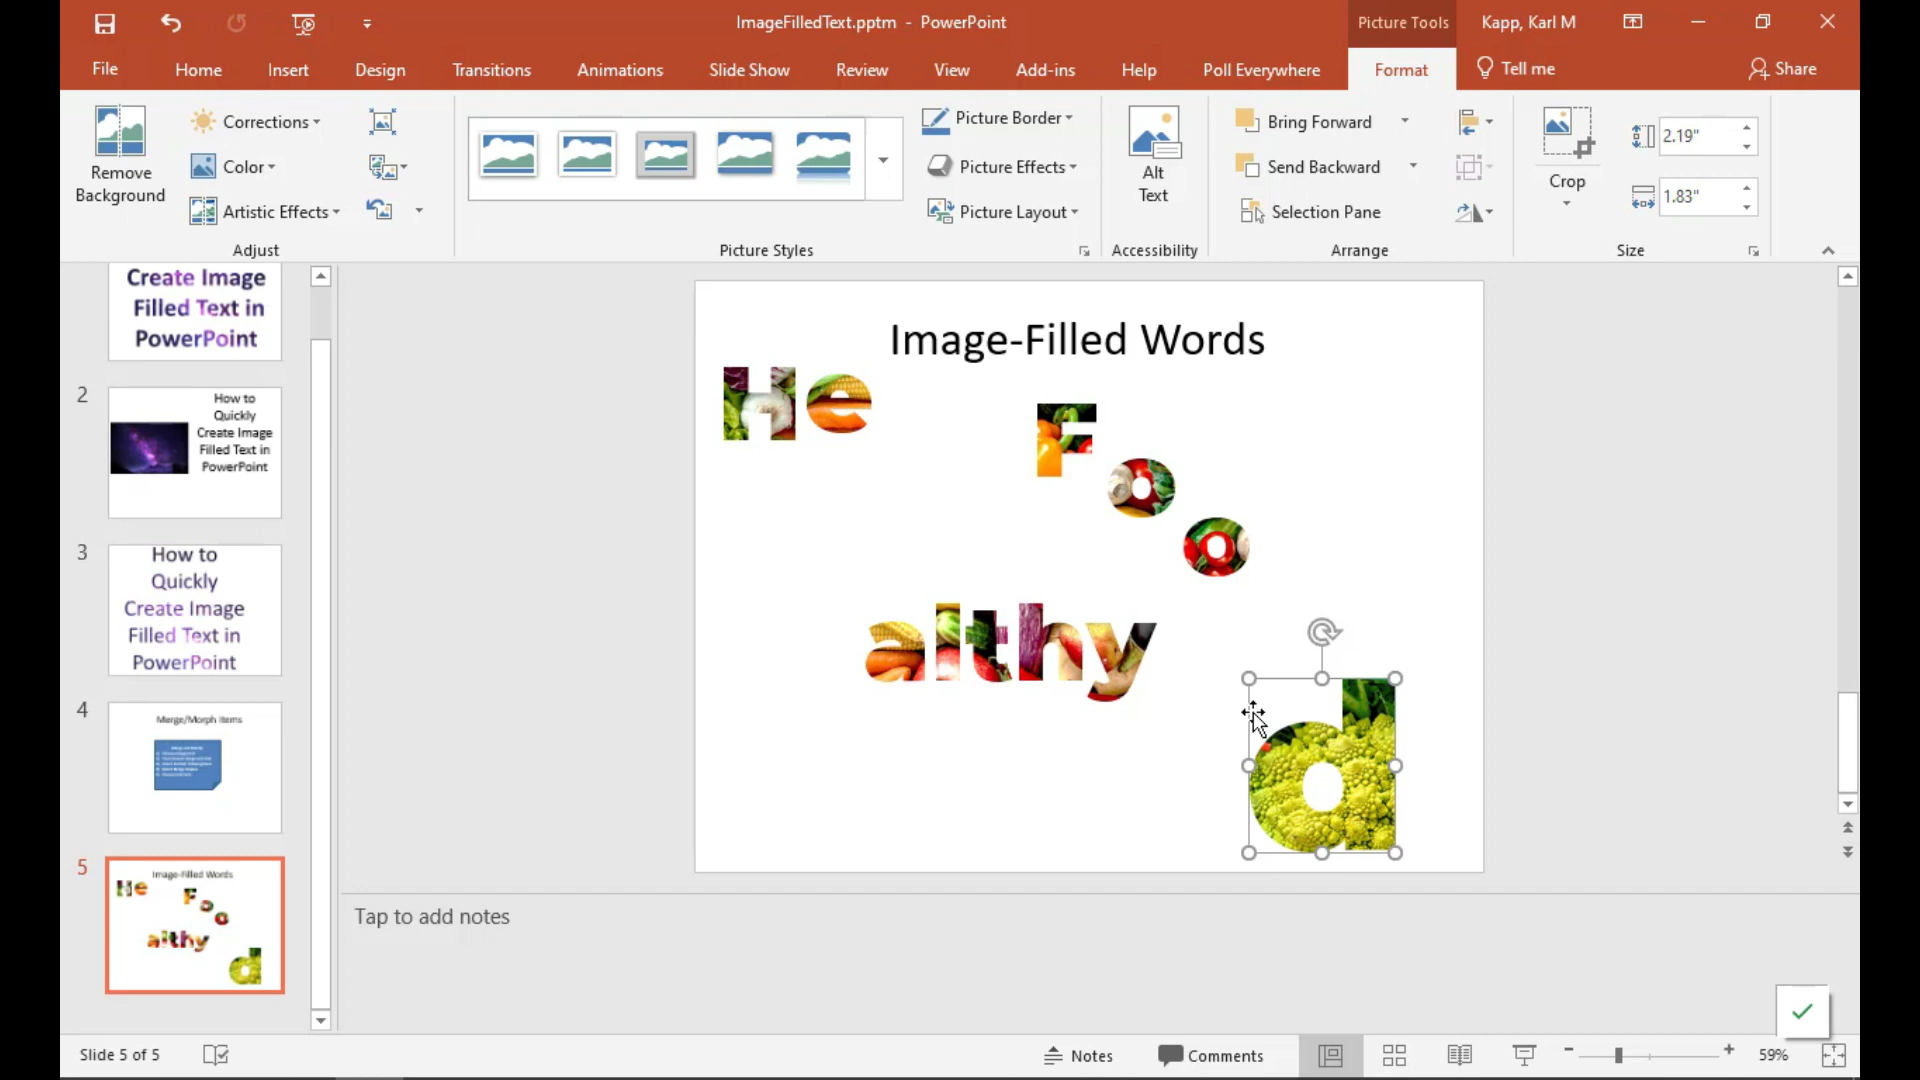 ImageFilledText.pptm - PowerPoint
Picture Tools
Kapp, Karl M
File Home Insert Design Transitions Animations Slide Show Review View Add-ins Help Poll Everywhere Format Tell me Share
Remove Background
Corrections
Color
Artistic Effects
Adjust
Picture Styles
Picture Border
Picture Effects
Picture Layout
Alt Text
Accessibility
Bring Forward
Send Backward
Selection Pane
Arrange
Crop
2.19"
1.83"
Size
Create Image
Filled Text in
PowerPoint
2
How to
Quickly
Create Image
Filled Text in
PowerPoint
3
How to
Quickly
Create Image
Filled Text in
PowerPoint
4
Merge/Morph Items
5
Image-Filled Words
He
F
o
o
althy
d
Image-Filled Words
He
F
o
o
althy
d
Tap to add notes
Slide 5 of 5
Notes
Comments
59%